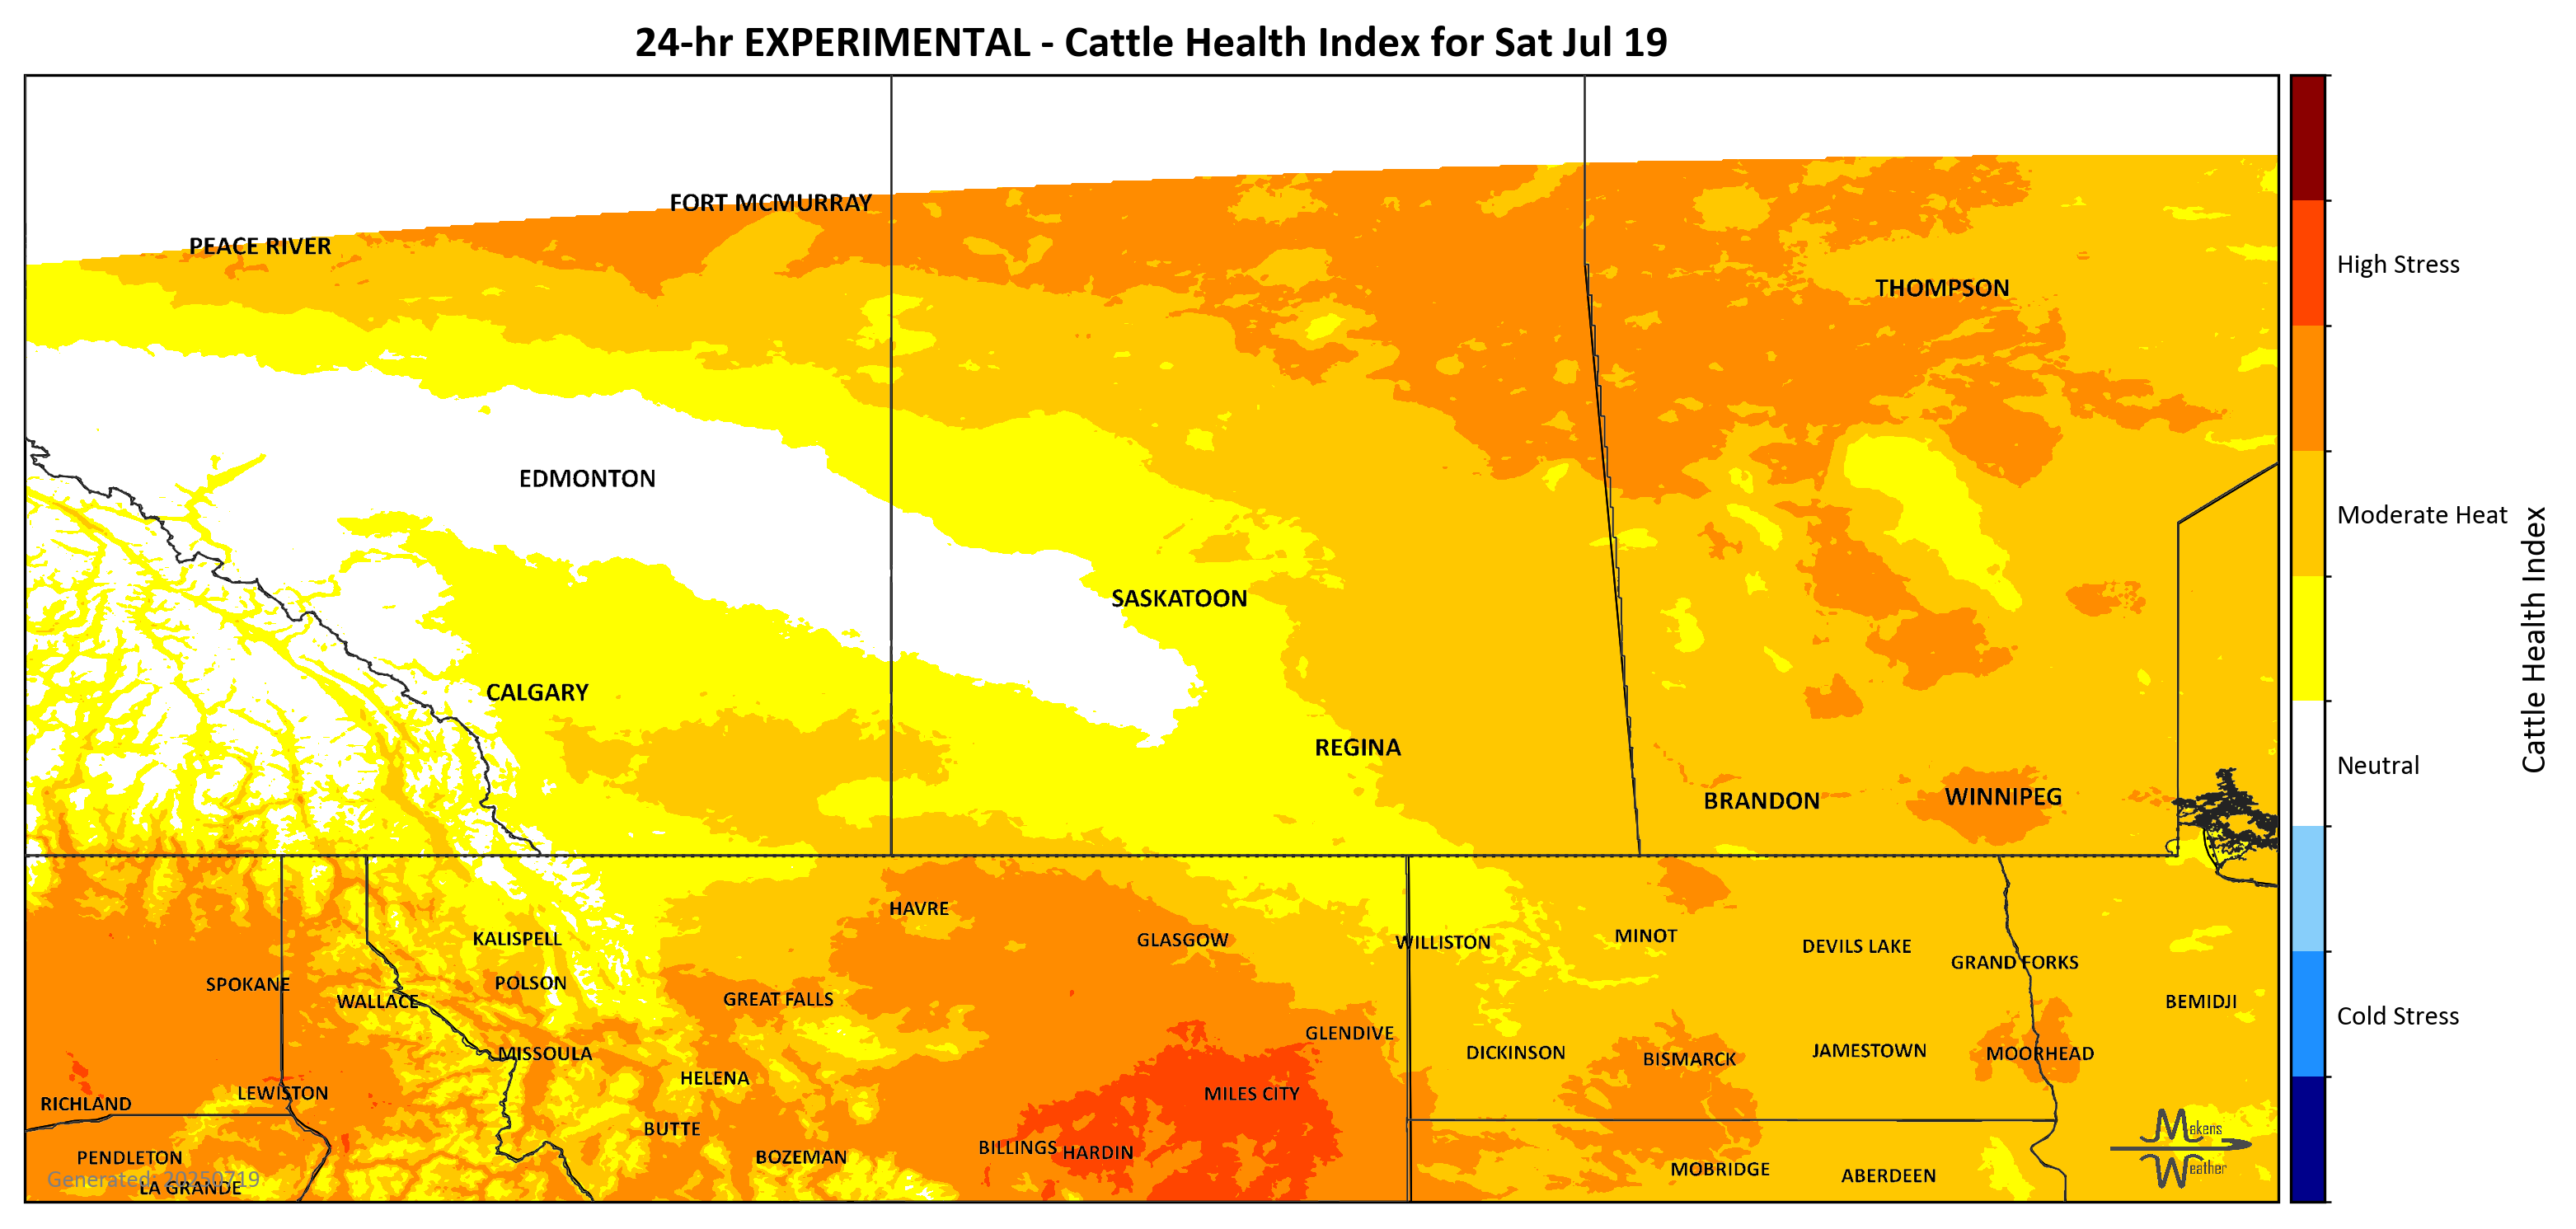 24-hr EXPERIMENTAL - Cattle Health Index for Sat Jul 19
FORT MCMURRAY
PEACE RIVER
High Stress
THOMPSON
EDMONTON
Moderate Heat
SASKATOON
Cattle Health Index
CALGARY
REGINA
Neutral
BRANDON
WINNIPEG
HAVRE
KALISPELL
GLASGOW
WILLISTON
MINOT
DEVILS LAKE
GRAND FORKS
SPOKANE
POLSON
WALLACE
GREAT FALLS
BEMIDJI
Cold Stress
GLENDIVE
MISSOULA
DICKINSON
BISMARCK
JAMESTOWN
MOORHEAD
HELENA
LEWISTON
MILES CITY
RICHLAND
BUTTE
Makens
Weather
BILLINGS
HARDIN
PENDLETON
BOZEMAN
MOBRIDGE
ABERDEEN
Generated: 20250719
LA GRANDE